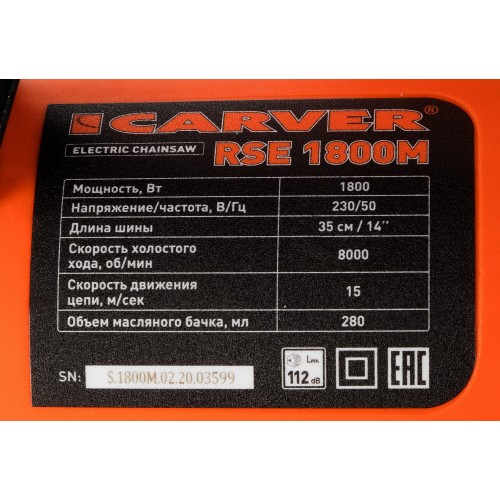 CARVER®
ELECTRIC CHAINSAW RSE 1800M
Мощность, Вт 1800
Напряжение/частота, В/Гц 230/50
Длина шины 35 см / 14''
Скорость холостого
хода, об/мин 8000
Скорость движения
цепи, м/сек 15
Объем масляного бачка, мл 280
SN: S.1800M.02.20.03599
LWA
112 dB
EAC